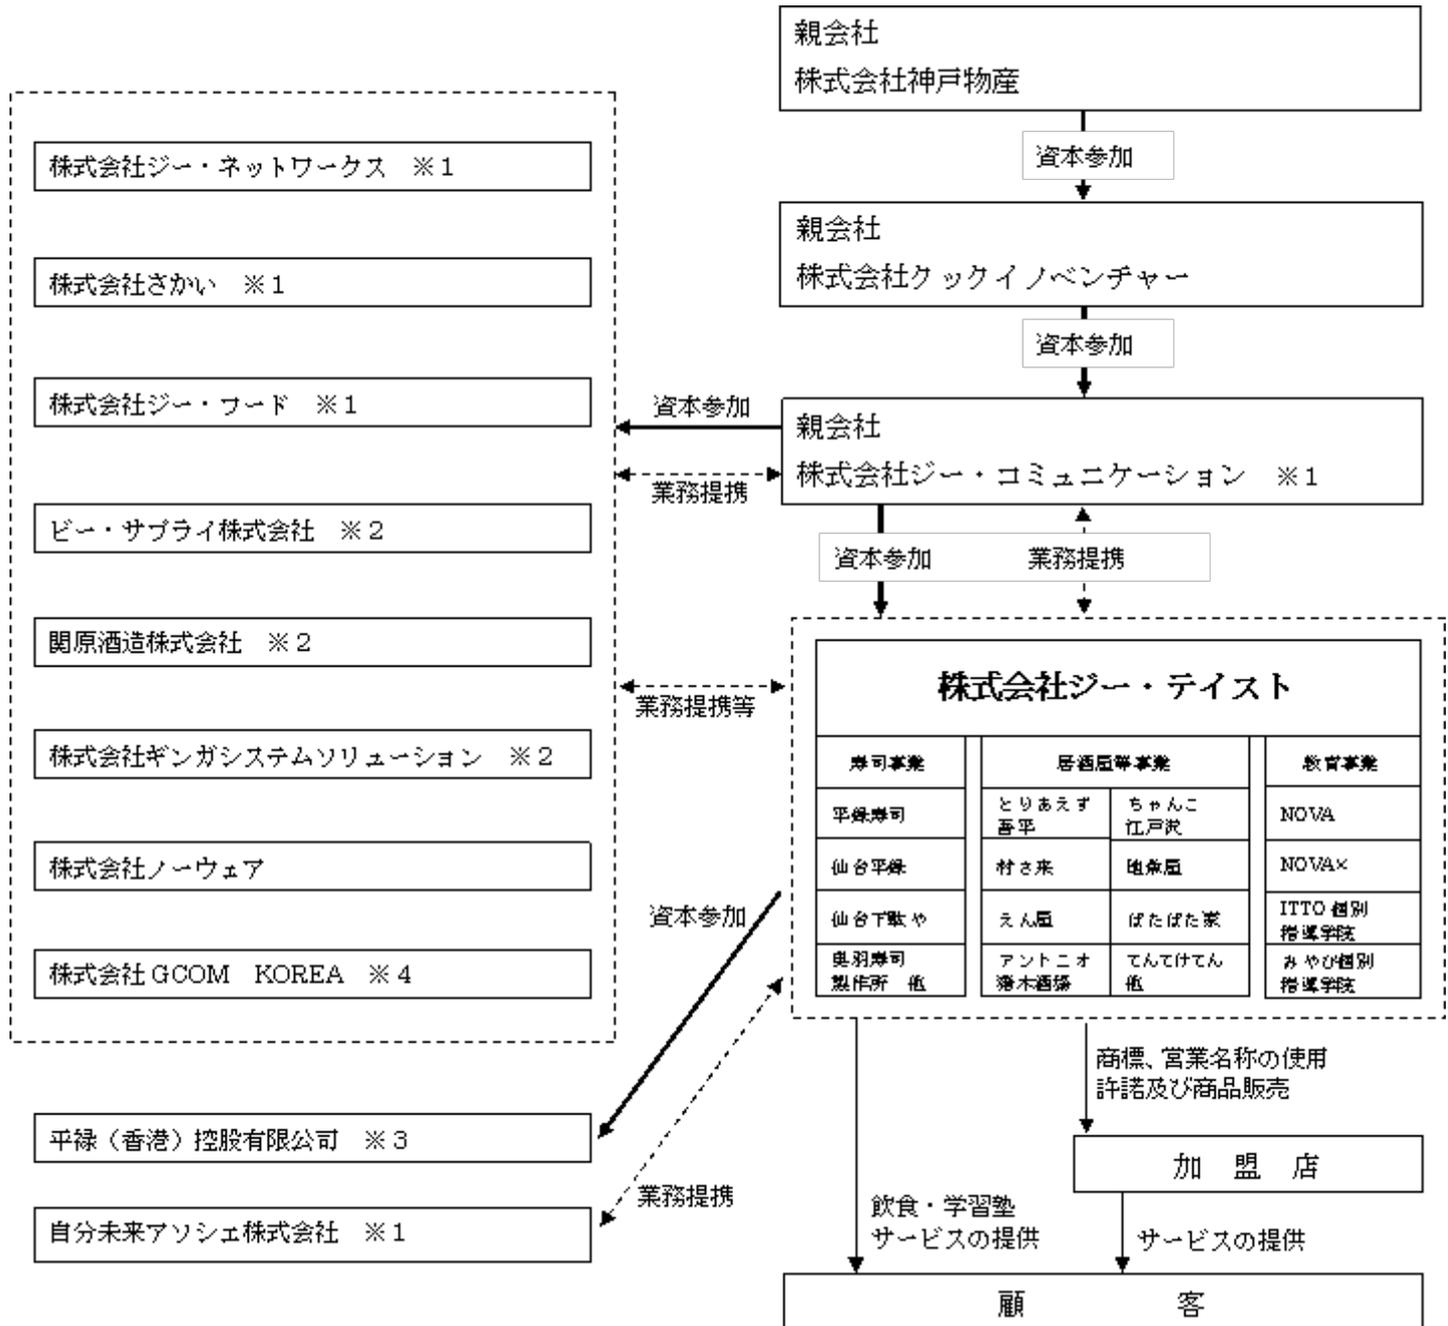 親会社
株式会社神戸物産
資本参加
親会社
株式会社クックイノベンチャー
資本参加
親会社
株式会社ジー・コミュニケーション ※1
資本参加
業務提携
資本参加 業務提携
株式会社ジー・ネットワークス ※1
株式会社さかい ※1
株式会社ジー・フード ※1
ビー・サプライ株式会社 ※2
関原酒造株式会社 ※2
株式会社ギンガシステムソリューション ※2
株式会社ノーウェア
株式会社GCOM KOREA ※4
業務提携等
株式会社ジー・テイスト
寿司事業
平禄寿司
仙台平禄
仙台下駄や
奥羽寿司
製作所 他
居酒屋等事業
とりあえず
吾平
ちゃんこ
江戸沢
村さ来
地魚屋
えん屋
ぱたぱた家
アントニオ
猪木酒場
てんてけてん
他
教育事業
NOVA
NOVA×
ITTO個別
指導学院
みやび個別
指導学院
資本参加
平禄(香港)控股有限公司 ※3
業務提携
自分未来アソシェ株式会社 ※1
商標、営業名称の使用
許諾及び商品販売
加盟店
飲食・学習塾
サービスの提供
サービスの提供
顧客